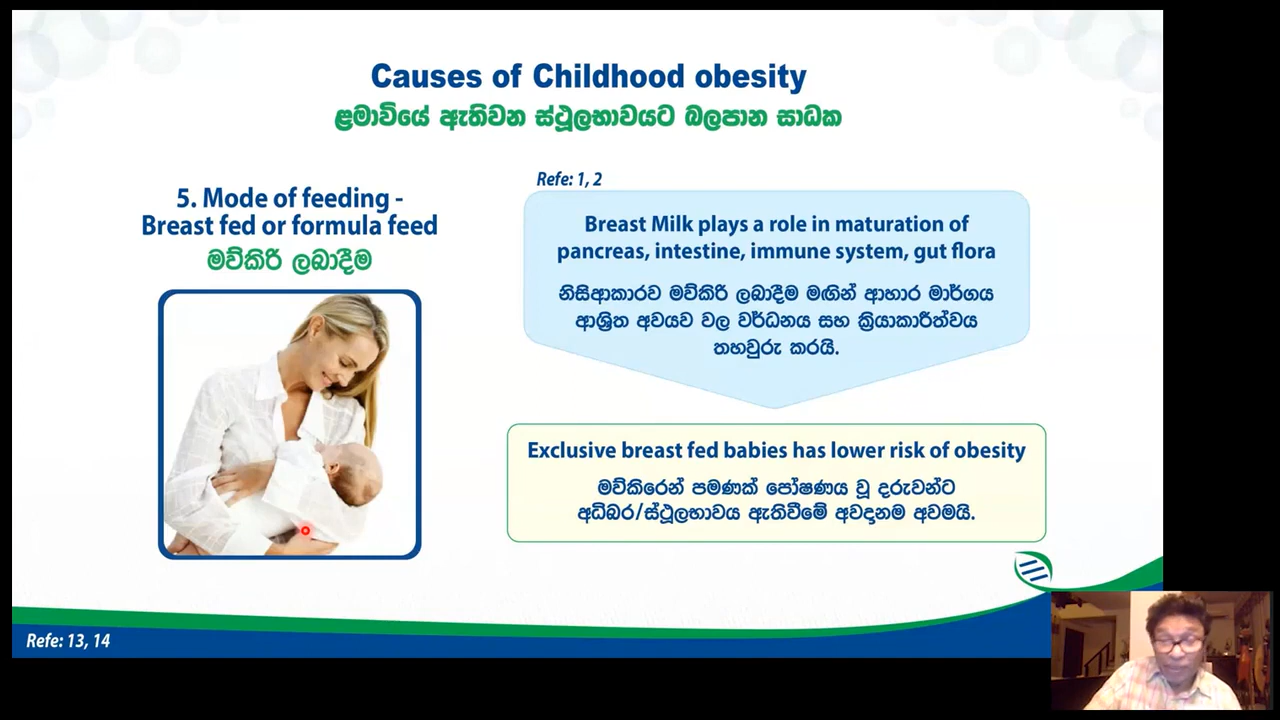 Causes of Childhood obesity
ළමාවියේ ඇතිවන ස්ථූලභාවයට බලපාන සාධක
5. Mode of feeding -
Breast fed or formula feed
මව්කිරි ලබාදීම
Refe: 1, 2
Breast Milk plays a role in maturation of
pancreas, intestine, immune system, gut flora
නිසිආකාරව මව්කිරි ලබාදීම මඟින් ආහාර මාර්ගය
ආශ්‍රිත අවයව වල වර්ධනය සහ ක්‍රියාකාරීත්වය
තහවුරු කරයි.
Exclusive breast fed babies has lower risk of obesity
මව්කිරෙන් පමණක් පෝෂණය වූ දරුවන්ට
අධිබර/ස්ථූලභාවය ඇතිවීමේ අවදානම අවමයි.
Refe: 13, 14